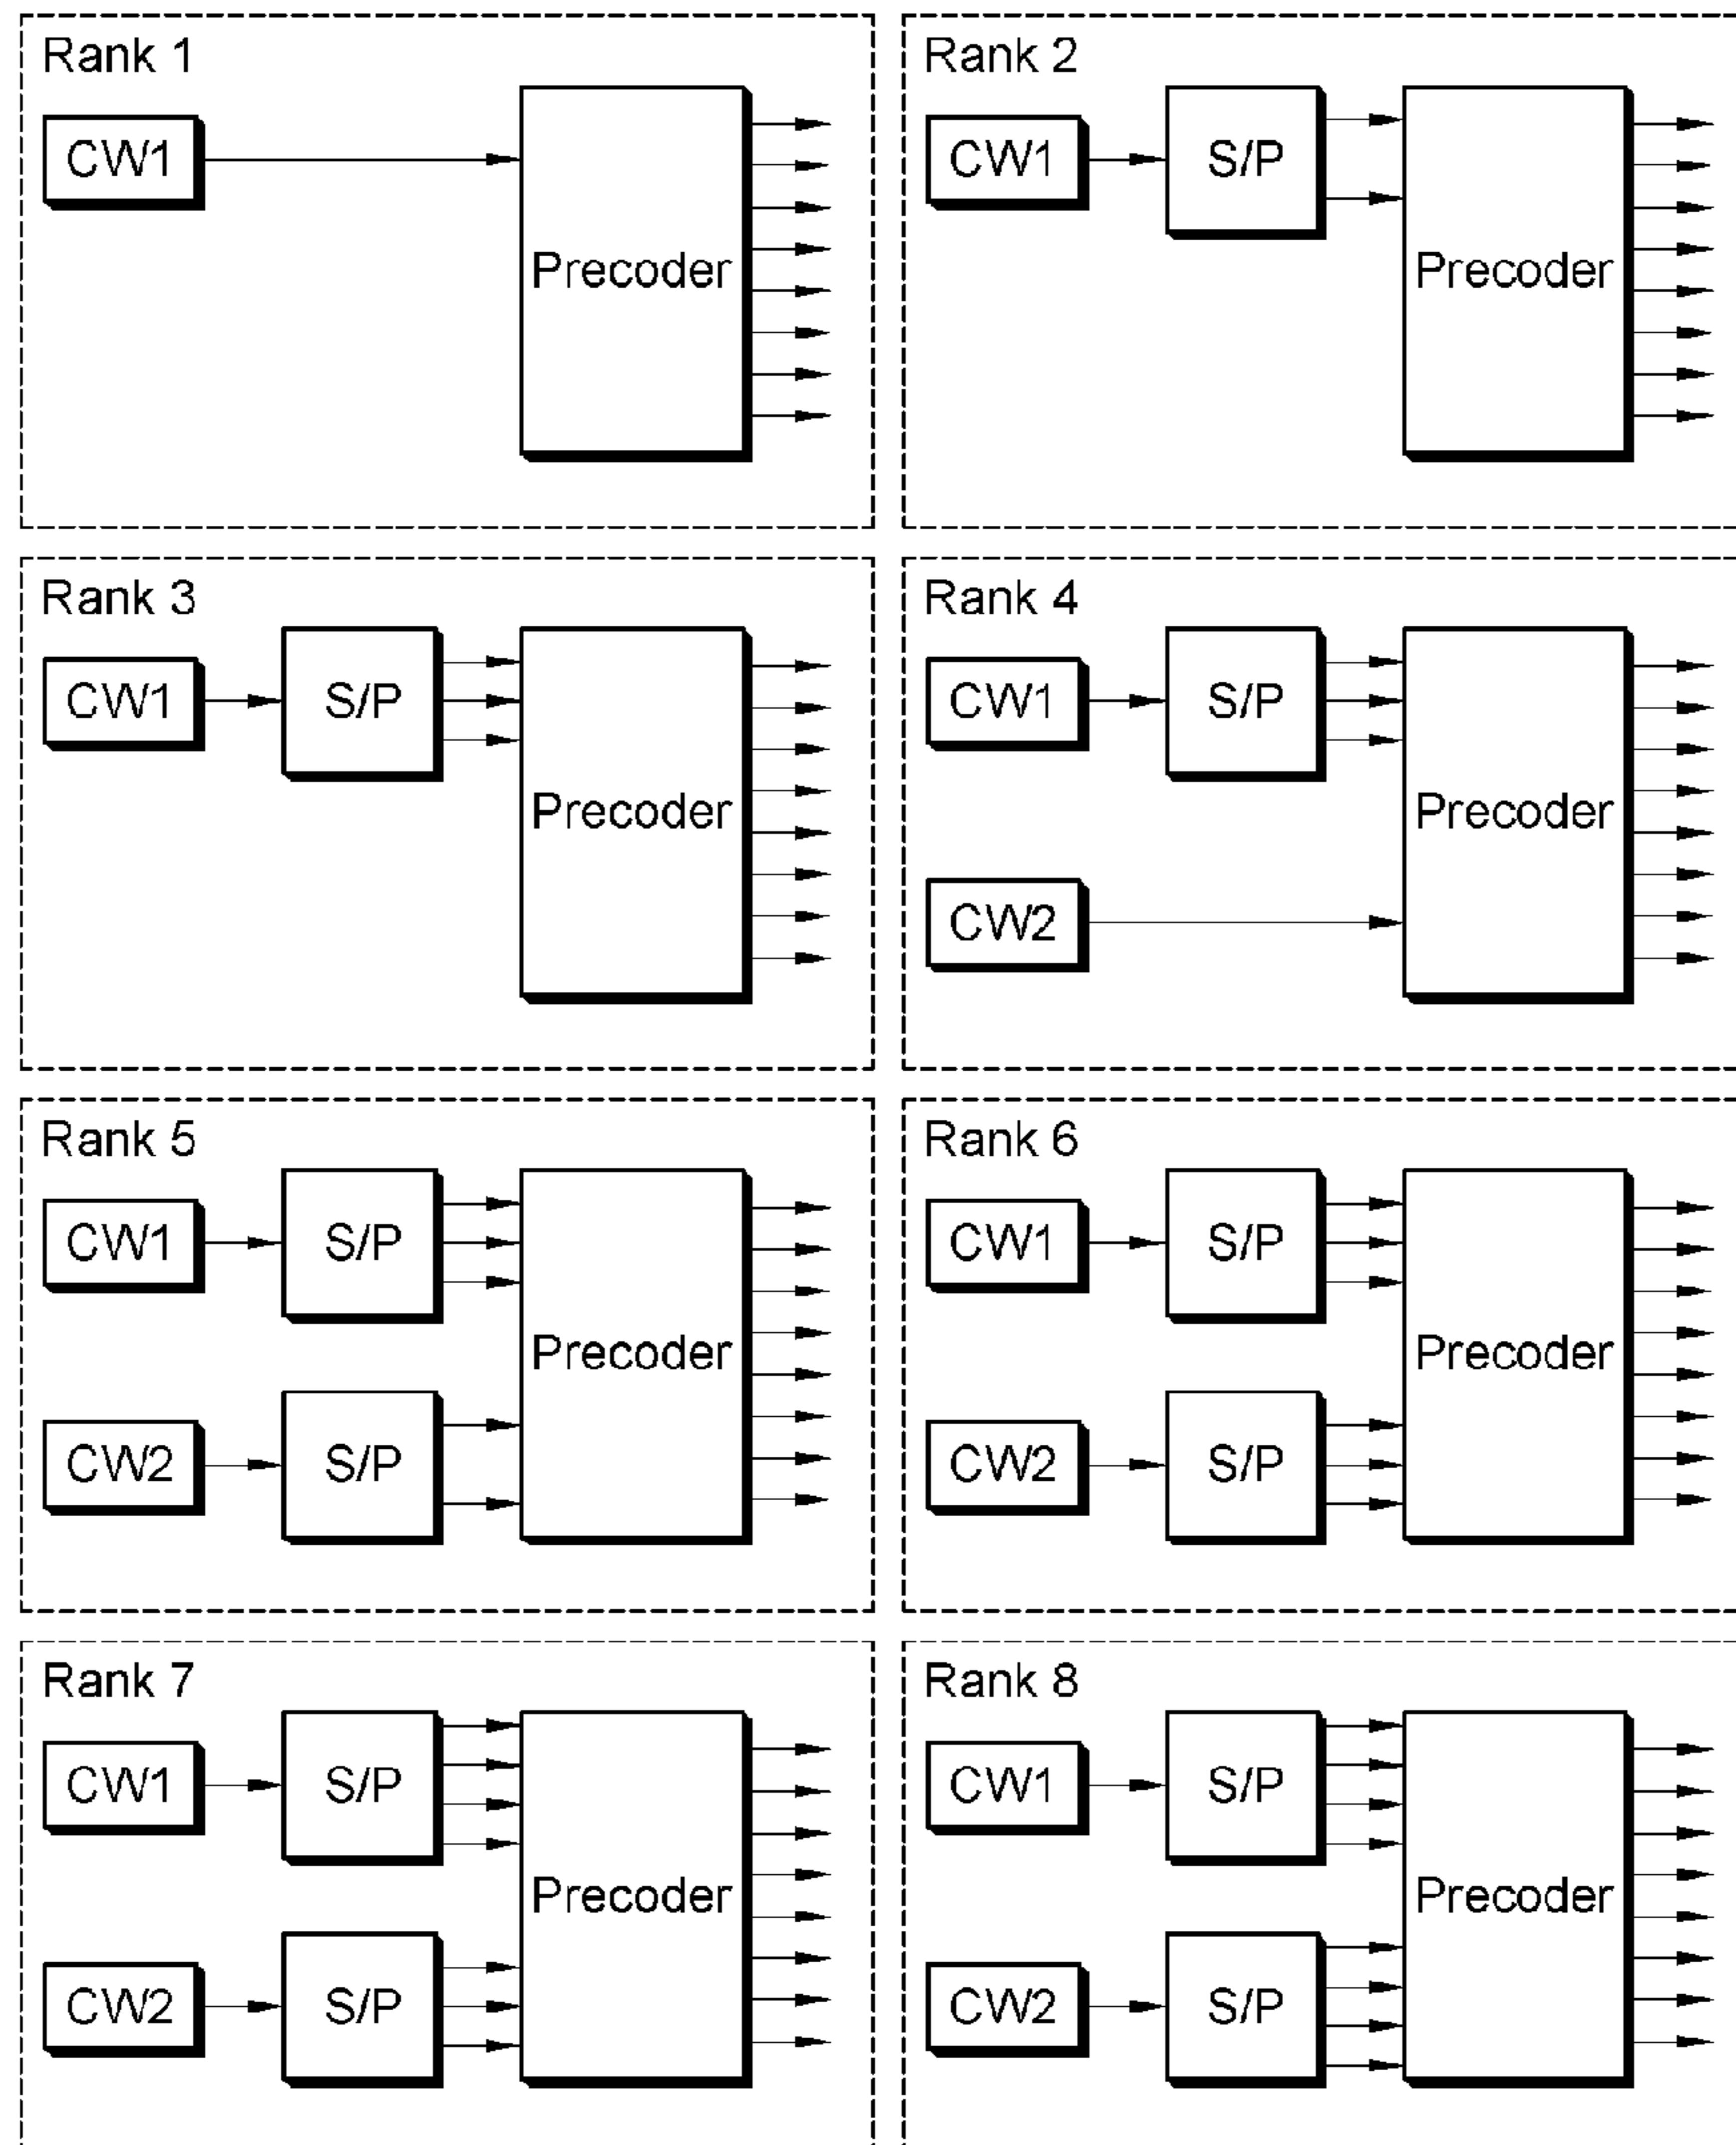 Rank 1
CW1
Precoder
Rank 2
CW1
S/P
Precoder
Rank 3
CW1
S/P
Precoder
Rank 4
CW1
S/P
Precoder
CW2
Rank 5
CW1
S/P
Precoder
CW2
S/P
Rank 6
CW1
S/P
Precoder
CW2
S/P
Rank 7
CW1
S/P
Precoder
CW2
S/P
Rank 8
CW1
S/P
Precoder
CW2
S/P